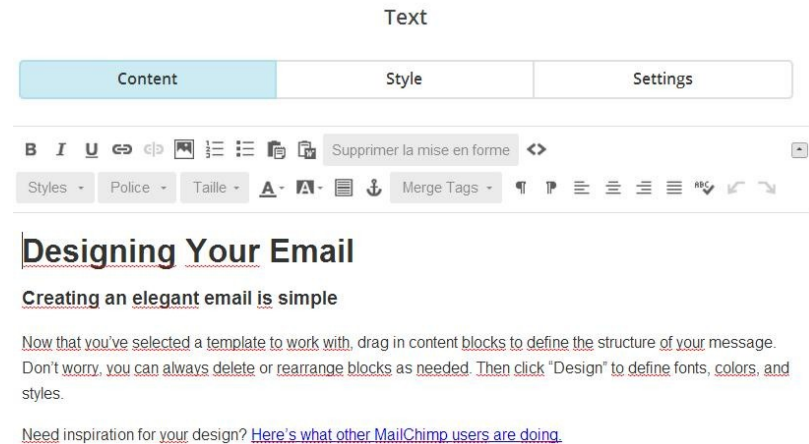 Text
Content Style Settings
B I U Supprimer la mise en forme
Styles Police Taille A A Merge Tags ABC
Designing Your Email
Creating an elegant email is simple
Now that you've selected a template to work with, drag in content blocks to define the structure of your message.
Don't worry, you can always delete or rearrange blocks as needed. Then click "Design" to define fonts, colors, and
styles.
Need inspiration for your design? Here's what other MailChimp users are doing.